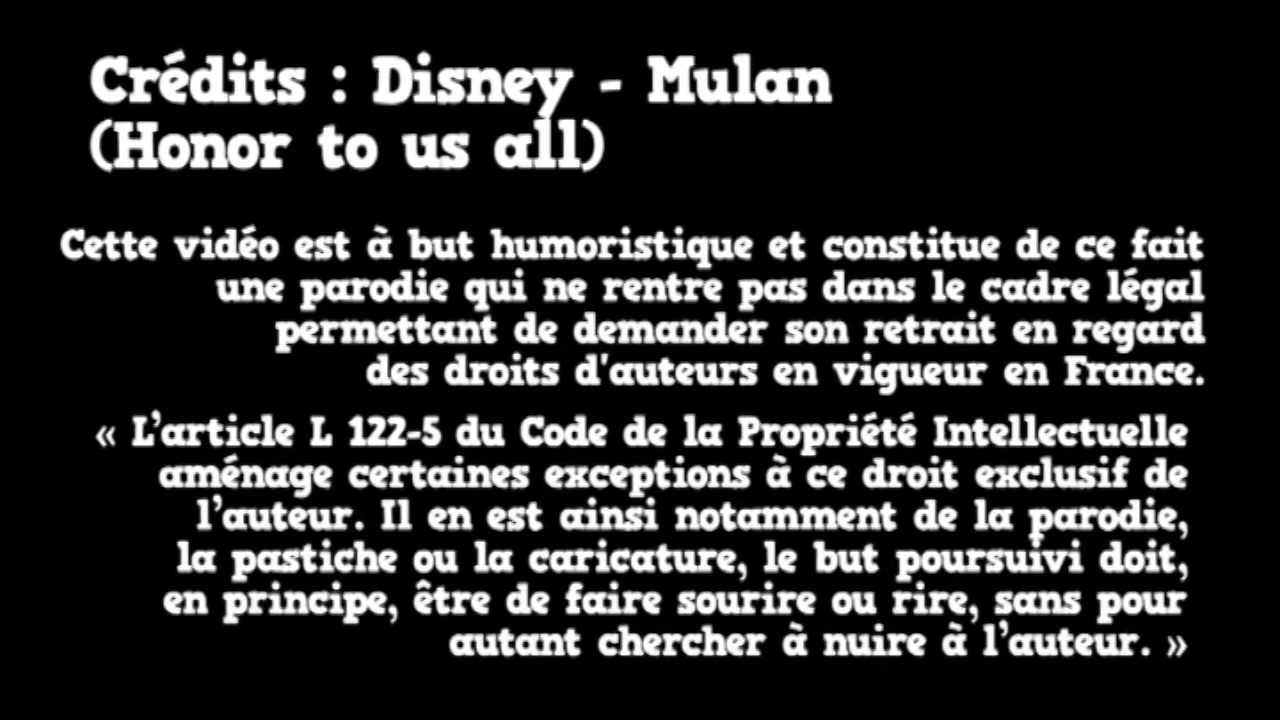 Crédits : Disney - Mulan
(Honor to us all)
Cette vidéo est à but humoristique et constitue de ce fait
une parodie qui ne rentre pas dans le cadre légal
permettant de demander son retrait en regard
des droits d'auteurs en vigueur en France.
« L’article L 122-5 du Code de la Propriété Intellectuelle
aménage certaines exceptions à ce droit exclusif de
l’auteur. Il en est ainsi notamment de la parodie,
la pastiche ou la caricature, le but poursuivi doit,
en principe, être de faire sourire ou rire, sans pour
autant chercher à nuire à l’auteur. »